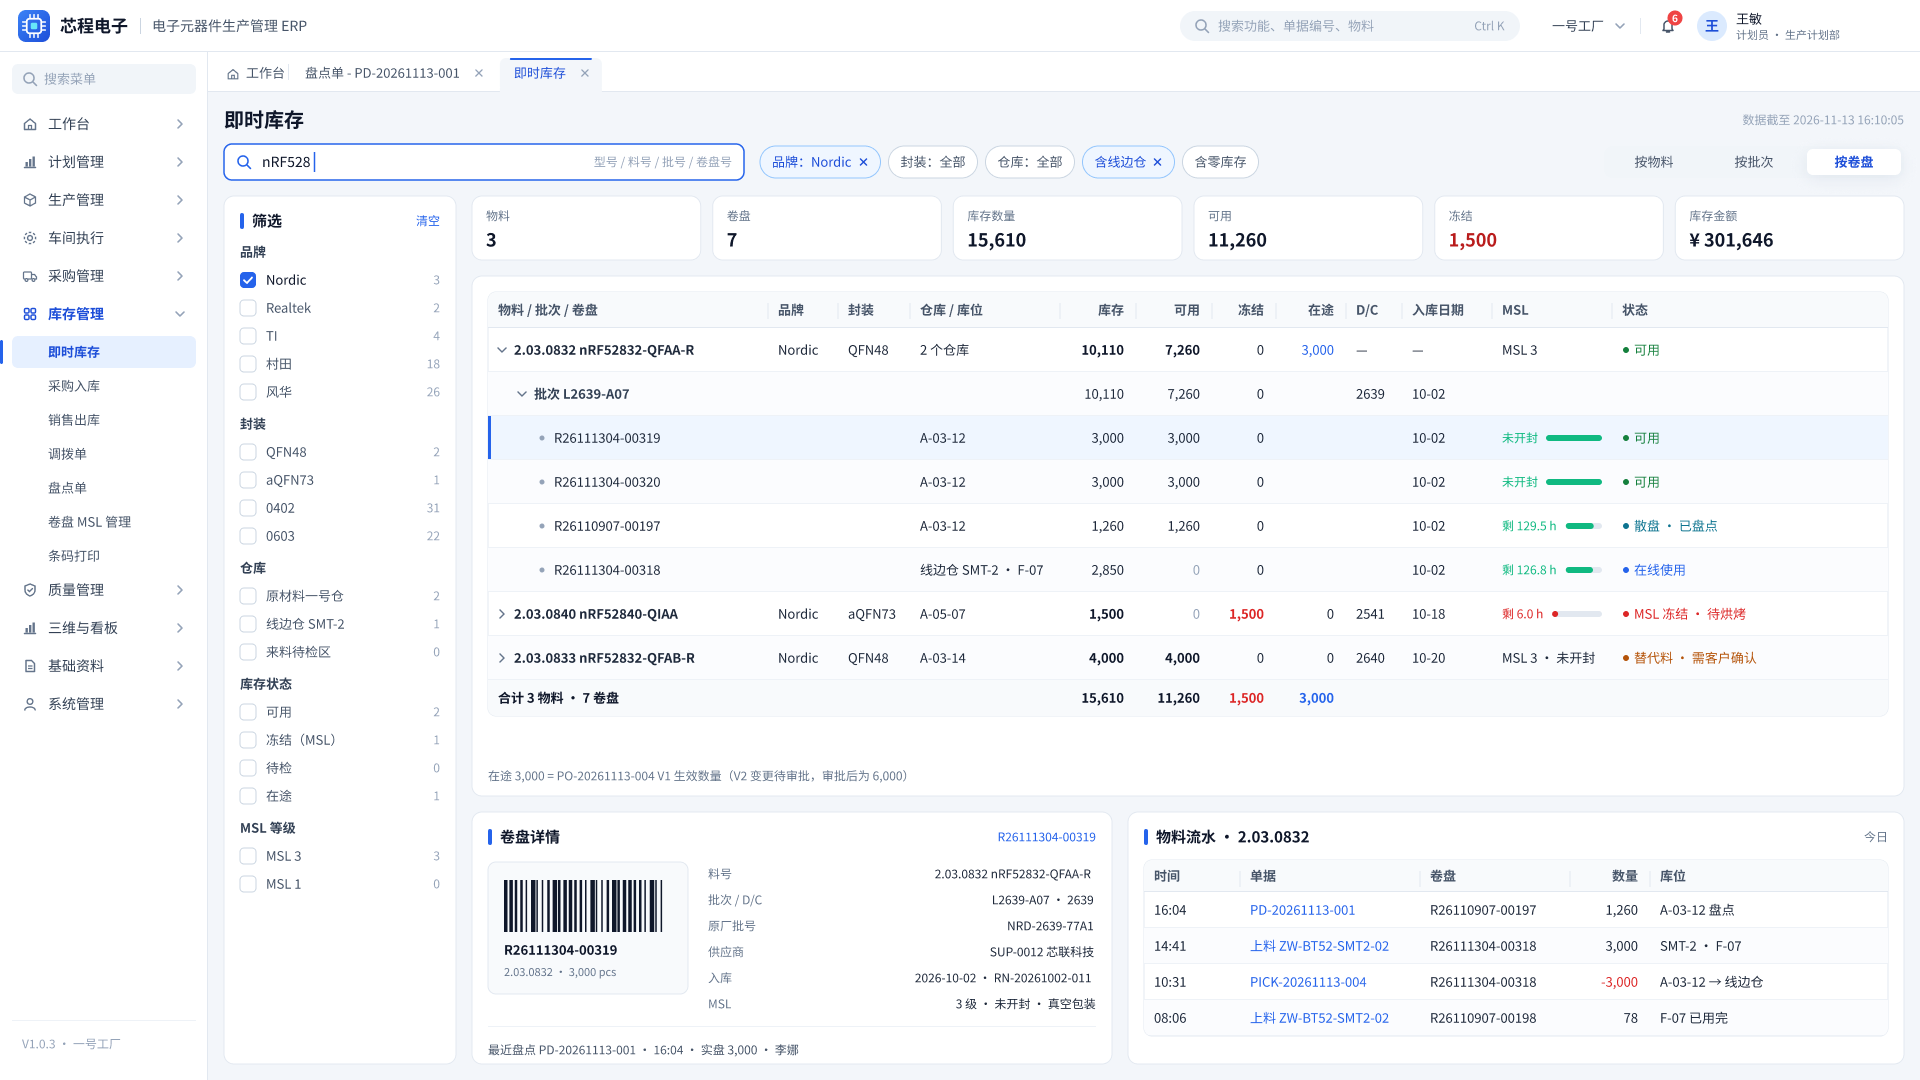 芯程电子 电子元器件生产管理 ERP
搜索功能、单据编号、物料 Ctrl K
一号工厂
6
王
王敏
计划员 · 生产计划部
搜索菜单
工作台
计划管理
生产管理
车间执行
采购管理
库存管理
即时库存
采购入库
销售出库
调拨单
盘点单
卷盘 MSL 管理
条码打印
质量管理
三维与看板
基础资料
系统管理
V1.0.3 · 一号工厂
工作台 盘点单 - PD-20261113-001 × 即时库存 ×
即时库存
数据截至 2026-11-13 16:10:05
nRF528 型号 / 料号 / 批号 / 卷盘号
品牌：Nordic × 封装：全部 仓库：全部 含线边仓 × 含零库存
按物料 按批次 按卷盘
筛选 清空
品牌
Nordic 3
Realtek 2
TI 4
村田 18
风华 26
封装
QFN48 2
aQFN73 1
0402 31
0603 22
仓库
原材料一号仓 2
线边仓 SMT-2 1
来料待检区 0
库存状态
可用 2
冻结（MSL） 1
待检 0
在途 1
MSL 等级
MSL 3 3
MSL 1 0
物料 卷盘 库存数量 可用 冻结 库存金额
3 7 15,610 11,260 1,500 ¥ 301,646
物料 / 批次 / 卷盘 品牌 封装 仓库 / 库位 库存 可用 冻结 在途 D/C 入库日期 MSL 状态
2.03.0832 nRF52832-QFAA-R Nordic QFN48 2 个仓库 10,110 7,260 0 3,000 — — MSL 3 可用
批次 L2639-A07 10,110 7,260 0 2639 10-02
R26111304-00319 A-03-12 3,000 3,000 0 10-02 未开封 可用
R26111304-00320 A-03-12 3,000 3,000 0 10-02 未开封 可用
R26110907-00197 A-03-12 1,260 1,260 0 10-02 剩 129.5 h 散盘 · 已盘点
R26111304-00318 线边仓 SMT-2 · F-07 2,850 0 0 10-02 剩 126.8 h 在线使用
2.03.0840 nRF52840-QIAA Nordic aQFN73 A-05-07 1,500 0 1,500 0 2541 10-18 剩 6.0 h MSL 冻结 · 待烘烤
2.03.0833 nRF52832-QFAB-R Nordic QFN48 A-03-14 4,000 4,000 0 0 2640 10-20 MSL 3 · 未开封 替代料 · 需客户确认
合计 3 物料 · 7 卷盘 15,610 11,260 1,500 3,000
在途 3,000 = PO-20261113-004 V1 生效数量（V2 变更待审批，审批后为 6,000）
卷盘详情 R26111304-00319
R26111304-00319
2.03.0832 · 3,000 pcs
料号 2.03.0832 nRF52832-QFAA-R
批次 / D/C L2639-A07 · 2639
原厂批号 NRD-2639-77A1
供应商 SUP-0012 芯联科技
入库 2026-10-02 · RN-20261002-011
MSL 3 级 · 未开封 · 真空包装
最近盘点 PD-20261113-001 · 16:04 · 实盘 3,000 · 李娜
物料流水 · 2.03.0832 今日
时间 单据 卷盘 数量 库位
16:04 PD-20261113-001 R26110907-00197 1,260 A-03-12 盘点
14:41 上料 ZW-BT52-SMT2-02 R26111304-00318 3,000 SMT-2 · F-07
10:31 PICK-20261113-004 R26111304-00318 -3,000 A-03-12 → 线边仓
08:06 上料 ZW-BT52-SMT2-02 R26110907-00198 78 F-07 已用完